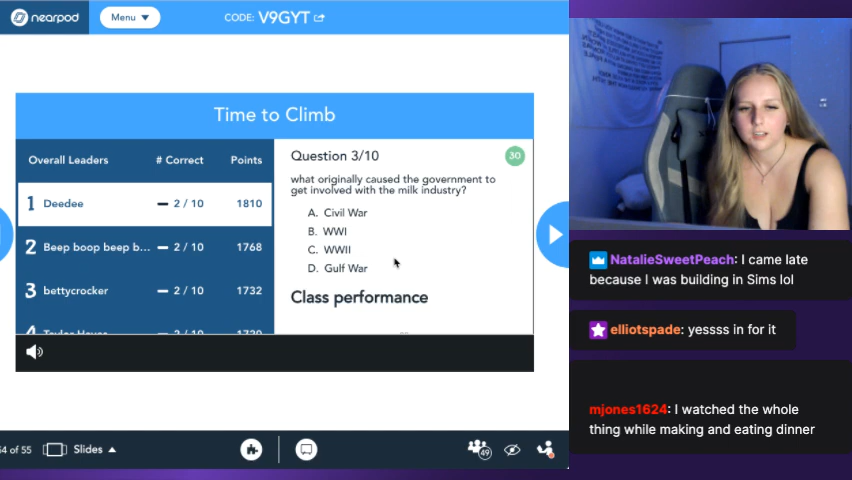 nearpod
Menu
CODE: V9GYT
Time to Climb
Overall Leaders # Correct Points
1 Deedee 2 / 10 1810
2 Beep boop beep b... 2 / 10 1768
3 bettycrocker 2 / 10 1732
Question 3/10
30
what originally caused the government to
get involved with the milk industry?
A. Civil War
B. WWI
C. WWII
D. Gulf War
Class performance
of 55
Slides
49
NatalieSweetPeach: I came late
because I was building in Sims lol
elliotspade: yessss in for it
mjones1624: I watched the whole
thing while making and eating dinner